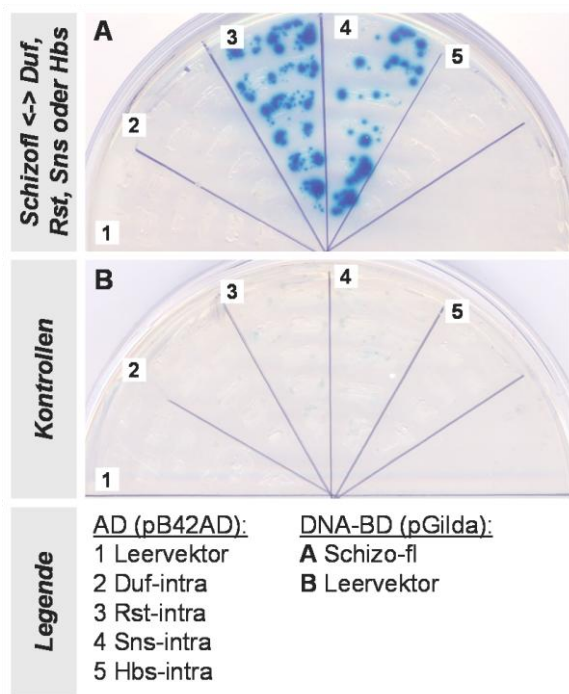 Schizofl <-> Duf,
Rst, Sns oder Hbs
A
1
2
3
4
5
Kontrollen
B
1
2
3
4
5
Legende
AD (pB42AD):
1 Leervektor
2 Duf-intra
3 Rst-intra
4 Sns-intra
5 Hbs-intra
DNA-BD (pGilda):
A Schizo-fl
B Leervektor